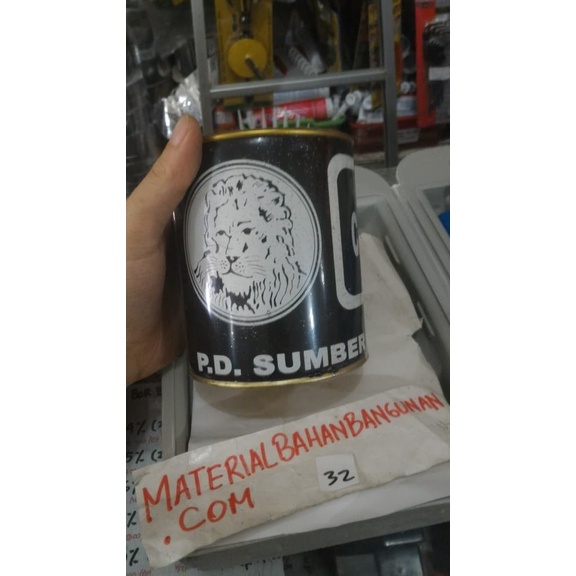 P.D. SUMBER
MATERIALBAHANBANGUNAN
.COM
32